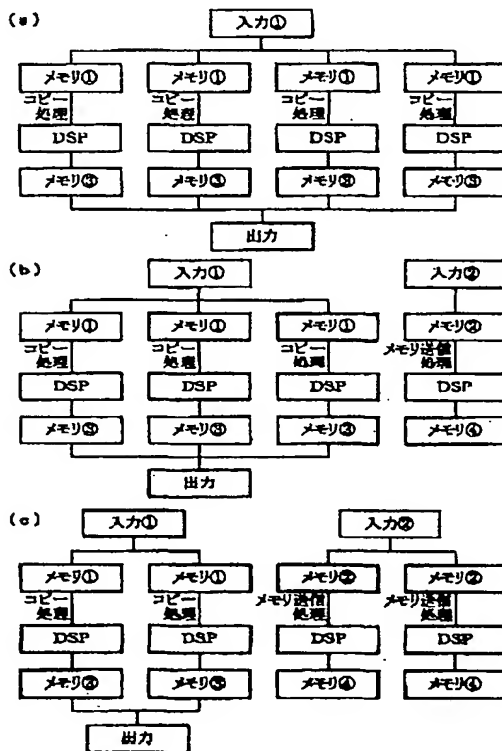 (a)
入力①
メモリ① メモリ① メモリ① メモリ①
コピー コピー コピー コピー
処理 処理 処理 処理
DSP DSP DSP DSP
メモリ③ メモリ③ メモリ③ メモリ③
出力
(b)
入力① 入力②
メモリ① メモリ① メモリ① メモリ②
コピー コピー コピー メモリ送信
処理 処理 処理 処理
DSP DSP DSP DSP
メモリ③ メモリ③ メモリ③ メモリ④
出力
(c)
入力① 入力②
メモリ① メモリ① メモリ② メモリ②
コピー コピー メモリ送信 メモリ送信
処理 処理 処理 処理
DSP DSP DSP DSP
メモリ③ メモリ③ メモリ④ メモリ④
出力